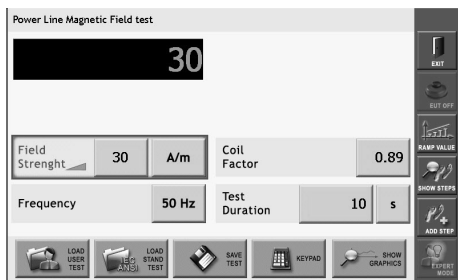 Power Line Magnetic Field test
30
EXIT
EUT OFF
RAMP VALUE
SHOW STEPS
ADD STEP
EXPERT MODE
Field Strenght 30 A/m
Coil Factor 0.89
Frequency 50 Hz
Test Duration 10 s
LOAD USER TEST
IEC ANSI LOAD STAND TEST
SAVE TEST
KEYPAD
SHOW GRAPHICS